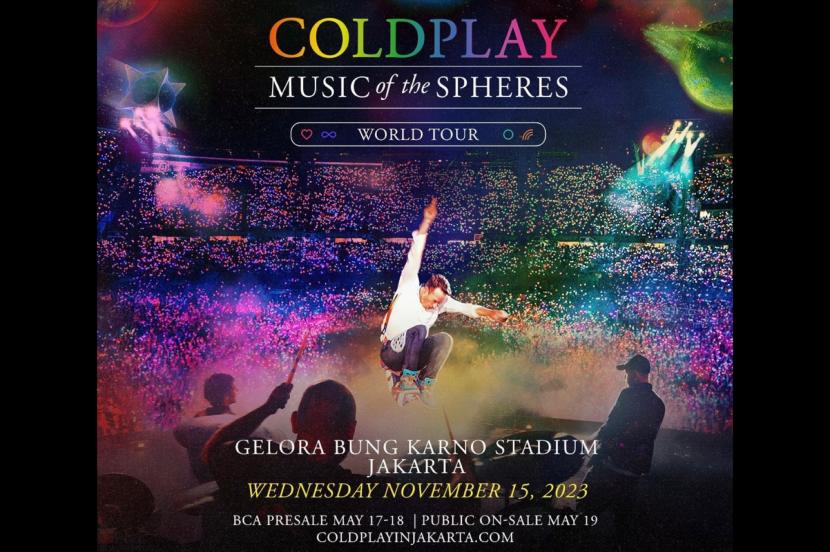 COLDPLAY
MUSIC of the SPHERES
WORLD TOUR
GELORA BUNG KARNO STADIUM
JAKARTA
WEDNESDAY NOVEMBER 15, 2023
BCA PRESALE MAY 17-18 | PUBLIC ON-SALE MAY 19
COLDPLAYINJAKARTA.COM